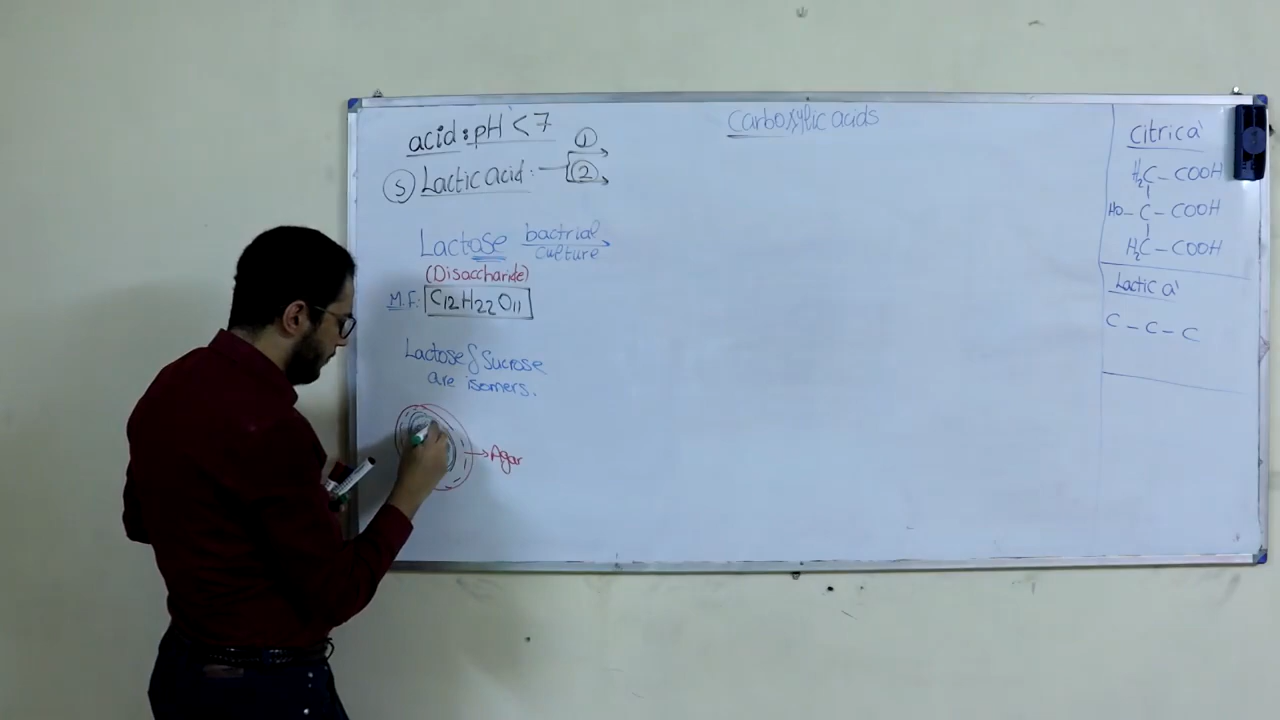 Carboxylic acids
acid: pH < 7
① 
⑤ Lactic acid:
②
Lactose bactrial culture
(Disaccharide)
M.F: C12H22O11
Lactose & Sucrose
are isomers.
Agar
Citric a`
H2C – COOH
HO – C – COOH
H2C – COOH
Lactic a`
C – C – C